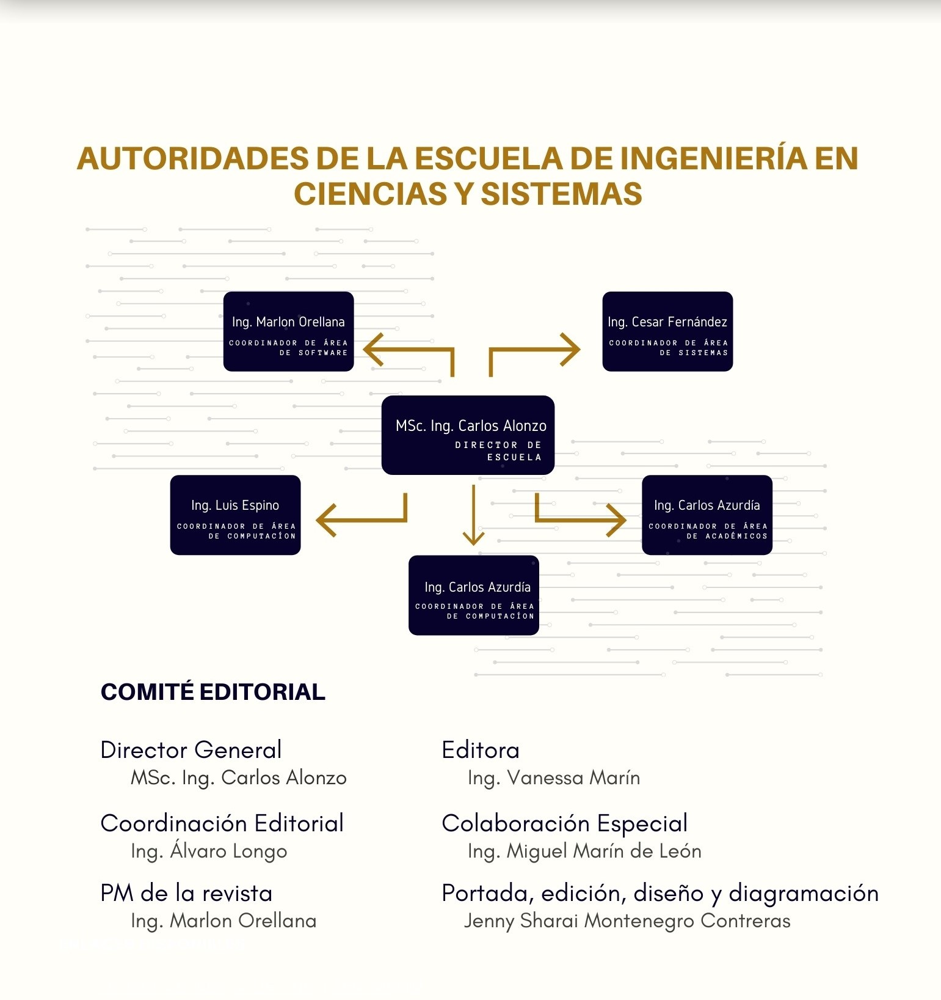 AUTORIDADES DE LA ESCUELA DE INGENIERÍA EN
CIENCIAS Y SISTEMAS
Ing. Marlon Orellana
COORDINADOR DE ÁREA
DE SOFTWARE
Ing. Cesar Fernández
COORDINADOR DE ÁREA
DE SISTEMAS
MSc. Ing. Carlos Alonzo
DIRECTOR DE
ESCUELA
Ing. Luis Espino
COORDINADOR DE ÁREA
DE COMPUTACÍON
Ing. Carlos Azurdía
COORDINADOR DE ÁREA
DE ACADÉMICOS
Ing. Carlos Azurdía
COORDINADOR DE ÁREA
DE COMPUTACÍON
COMITÉ EDITORIAL
Director General
MSc. Ing. Carlos Alonzo
Coordinación Editorial
Ing. Álvaro Longo
PM de la revista
Ing. Marlon Orellana
Editora
Ing. Vanessa Marín
Colaboración Especial
Ing. Miguel Marín de León
Portada, edición, diseño y diagramación
Jenny Sharai Montenegro Contreras